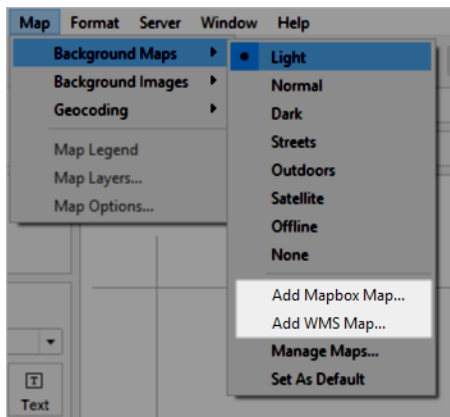 Map Format Server Window Help
Background Maps
Background Images
Geocoding
Map Legend
Map Layers...
Map Options...
Light
Normal
Dark
Streets
Outdoors
Satellite
Offline
None
Add Mapbox Map...
Add WMS Map...
Manage Maps...
Set As Default
T
Text